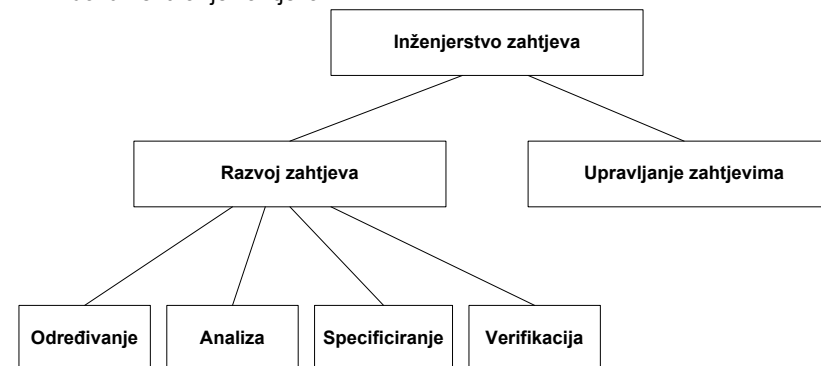 Inženjerstvo zahtjeva
Razvoj zahtjeva
Upravljanje zahtjevima
Određivanje
Analiza
Specificiranje
Verifikacija